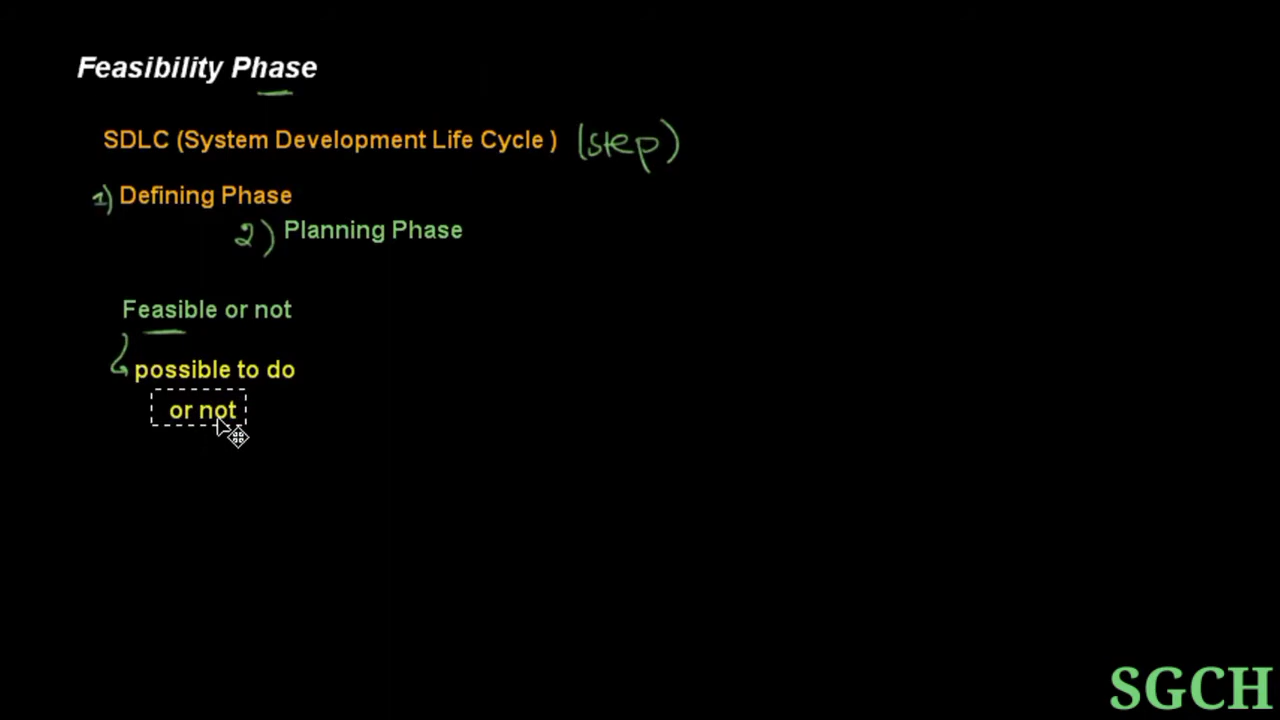 Feasibility Phase
SDLC (System Development Life Cycle ) (step)
1) Defining Phase
2) Planning Phase
Feasible or not
possible to do
or not
SGCH